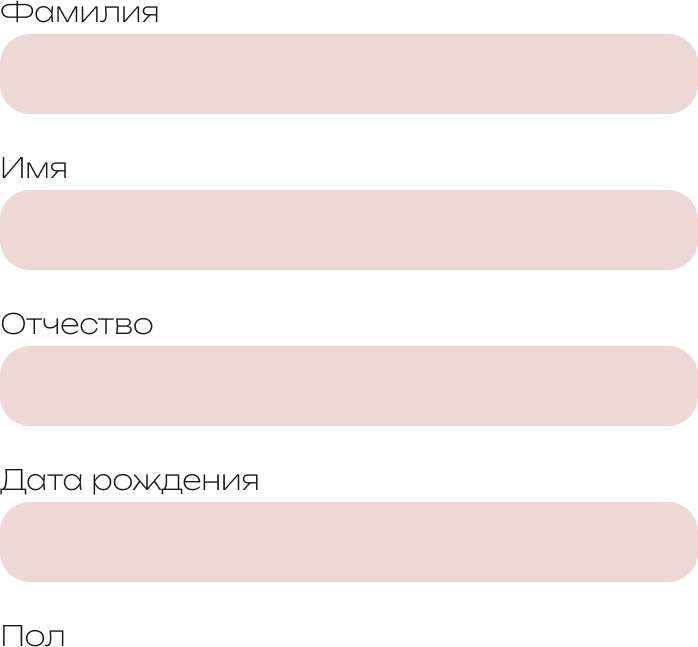 Фамилия
Имя
Отчество
Дата рождения
Пол